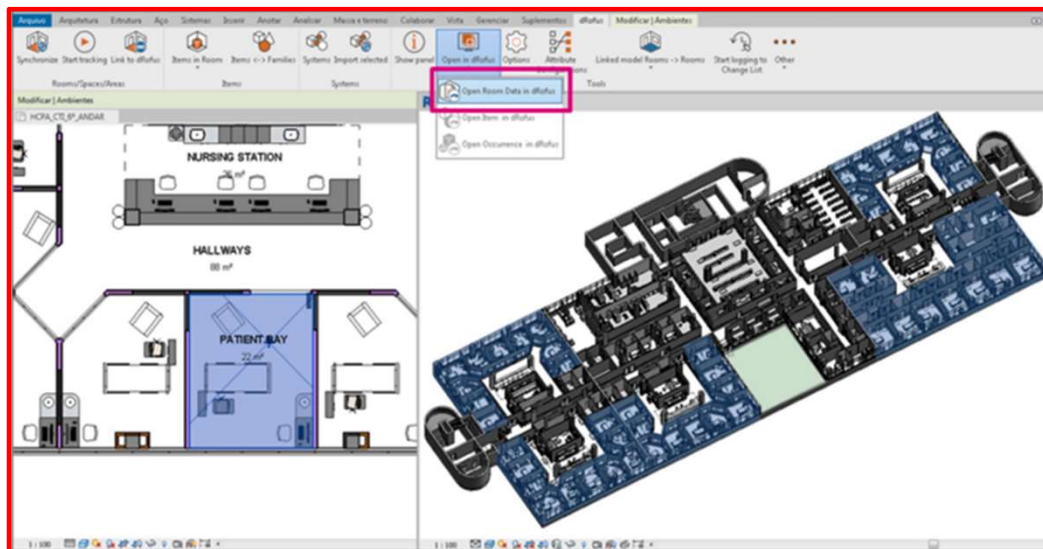 Arquivo Arquitetura Estrutura Aço Sistemas Inserir Anotar Analisar Massa e terreno Colaborar Vista Gerenciar Suplementos dRofus Modificar | Ambientes
Synchronize Start tracking Link to dRofus Items in Room Items <-> Families Systems Import selected Show panel Open in dRofus Options Attribute Linked model Rooms -> Rooms Start logging to Change List Other
Rooms/Spaces/Areas Items Systems Tools
Open Room Data in dRofus
Open Item in dRofus
Open Occurrence in dRofus
Modificar | Ambientes
HCPA_CTI_6º_ANDAR
NURSING STATION
HALLWAYS
88 m²
PATIENT BAY
22 m²
1 : 100
1 : 100